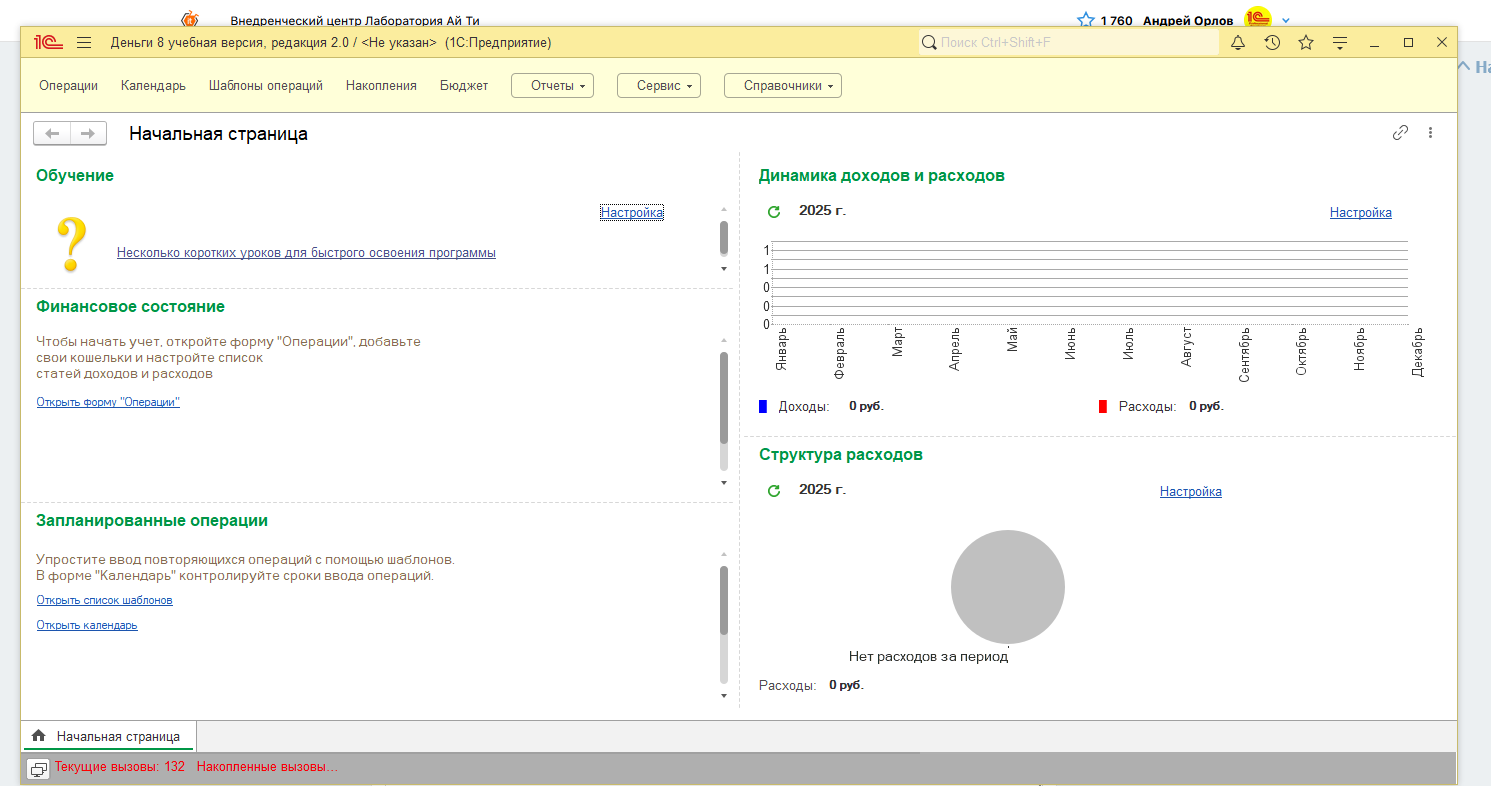 Внедренческий центр Лаборатория Ай Ти
1 760 Андрей Орлов
1С Деньги 8 учебная версия, редакция 2.0 / <Не указан> (1С:Предприятие)
Поиск Ctrl+Shift+F
На
Операции Календарь Шаблоны операций Накопления Бюджет Отчеты Сервис Справочники
Начальная страница
Обучение
Настройка
Несколько коротких уроков для быстрого освоения программы
Финансовое состояние
Чтобы начать учет, откройте форму "Операции", добавьте
свои кошельки и настройте список
статей доходов и расходов
Открыть форму "Операции"
Запланированные операции
Упростите ввод повторяющихся операций с помощью шаблонов.
В форме "Календарь" контролируйте сроки ввода операций.
Открыть список шаблонов
Открыть календарь
Динамика доходов и расходов
2025 г.
Настройка
1
1
0
0
0
Январь Февраль Март Апрель Май Июнь Июль Август Сентябрь Октябрь Ноябрь Декабрь
Доходы: 0 руб. Расходы: 0 руб.
Структура расходов
2025 г.
Настройка
Нет расходов за период
Расходы: 0 руб.
Начальная страница
Текущие вызовы: 132 Накопленные вызовы...